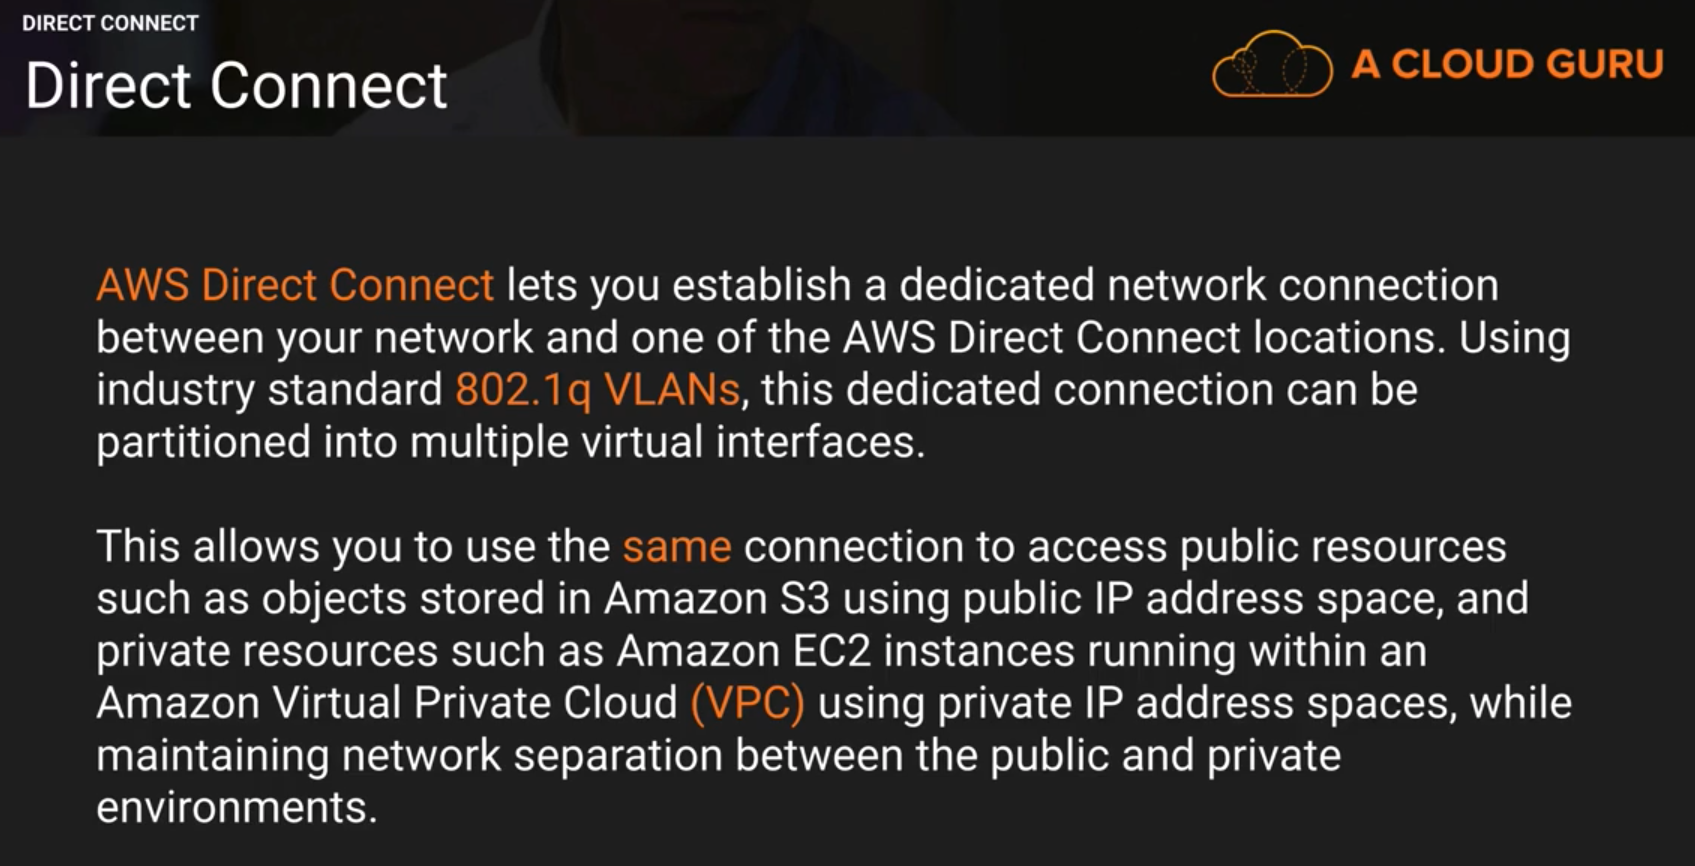 DIRECT CONNECT
Direct Connect
A CLOUD GURU
AWS Direct Connect lets you establish a dedicated network connection
between your network and one of the AWS Direct Connect locations. Using
industry standard 802.1q VLANs, this dedicated connection can be
partitioned into multiple virtual interfaces.
This allows you to use the same connection to access public resources
such as objects stored in Amazon S3 using public IP address space, and
private resources such as Amazon EC2 instances running within an
Amazon Virtual Private Cloud (VPC) using private IP address spaces, while
maintaining network separation between the public and private
environments.